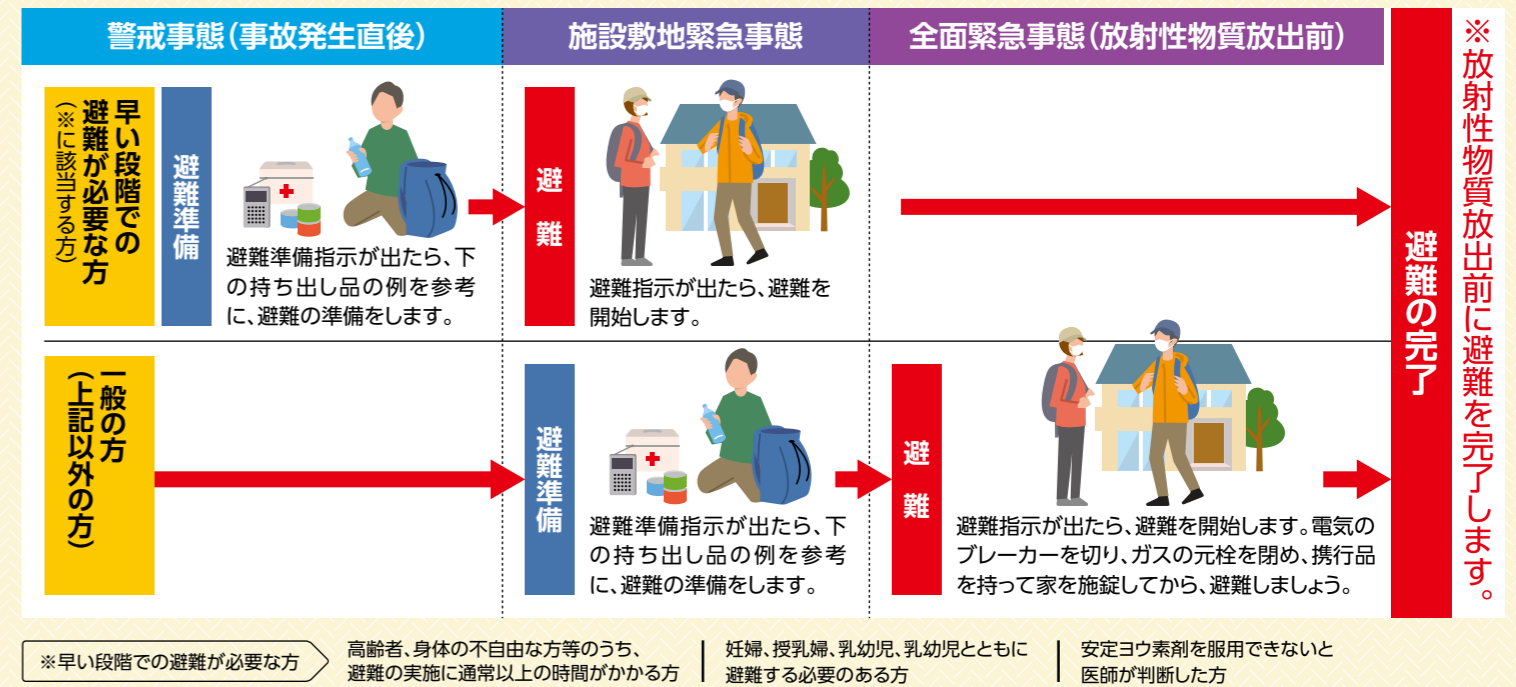 警戒事態(事故発生直後)
施設敷地緊急事態
全面緊急事態(放射性物質放出前)
早い段階での
避難が必要な方
(※に該当する方)
避難準備
避難準備指示が出たら、下
の持ち出し品の例を参考
に、避難の準備をします。
避難
避難指示が出たら、避難を
開始します。
一般の方
(上記以外の方)
避難準備
避難準備指示が出たら、下
の持ち出し品の例を参考
に、避難の準備をします。
避難
避難指示が出たら、避難を開始します。電気の
ブレーカーを切り、ガスの元栓を閉め、携行品
を持って家を施錠してから、避難しましょう。
避難の完了
※放射性物質放出前に避難を完了します。
※早い段階での避難が必要な方
高齢者、身体の不自由な方等のうち、
避難の実施に通常以上の時間がかかる方
妊婦、授乳婦、乳幼児、乳幼児とともに
避難する必要のある方
安定ヨウ素剤を服用できないと
医師が判断した方